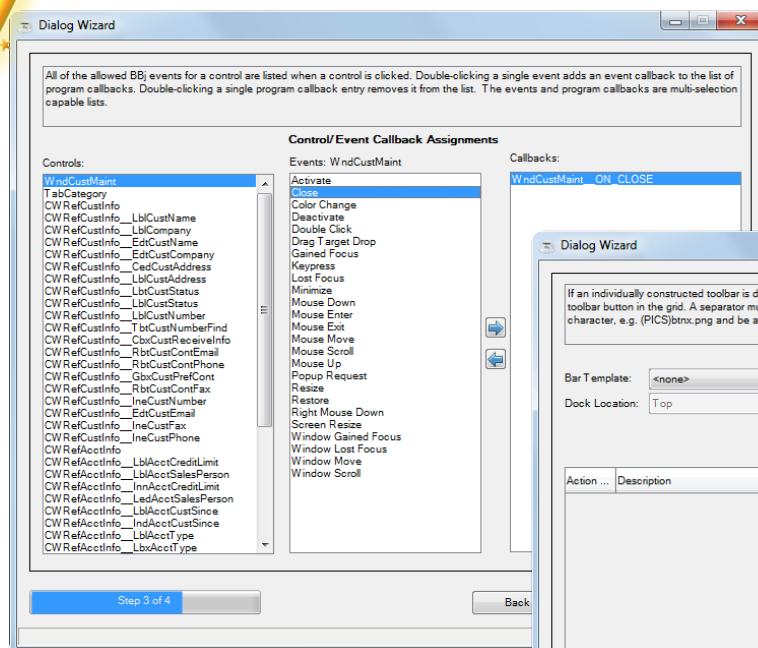 Dialog Wizard
All of the allowed BBj events for a control are listed when a control is clicked. Double-clicking a single event adds an event callback to the list of
program callbacks. Double-clicking a single program callback entry removes it from the list. The events and program callbacks are multi-selection
capable lists.
Control/Event Callback Assignments
Controls:
WndCustMaint
TabCategory
CWRefCustInfo
CWRefCustInfo__LblCustName
CWRefCustInfo__LblCompany
CWRefCustInfo__EdtCustName
CWRefCustInfo__EdtCustCompany
CWRefCustInfo__CedCustAddress
CWRefCustInfo__LblCustAddress
CWRefCustInfo__LbtCustStatus
CWRefCustInfo__LblCustStatus
CWRefCustInfo__LblCustNumber
CWRefCustInfo__TbtCustNumberFind
CWRefCustInfo__CbxCustReceiveInfo
CWRefCustInfo__RbtCustContEmail
CWRefCustInfo__RbtCustContPhone
CWRefCustInfo__GbxCustPrefCont
CWRefCustInfo__RbtCustContFax
CWRefCustInfo__IneCustNumber
CWRefCustInfo__EdtCustEmail
CWRefCustInfo__IneCustFax
CWRefCustInfo__IneCustPhone
CWRefAcctInfo
CWRefAcctInfo__LblAcctCreditLimit
CWRefAcctInfo__LblAcctSalesPerson
CWRefAcctInfo__InnAcctCreditLimit
CWRefAcctInfo__LedAcctSalesPerson
CWRefAcctInfo__LblAcctCustSince
CWRefAcctInfo__IndAcctCustSince
CWRefAcctInfo__LblAcctType
CWRefAcctInfo__LbxAcctType
Events: WndCustMaint
Activate
Close
Color Change
Deactivate
Double Click
Drag Target Drop
Gained Focus
Keypress
Lost Focus
Minimize
Mouse Down
Mouse Enter
Mouse Exit
Mouse Move
Mouse Scroll
Mouse Up
Popup Request
Resize
Restore
Right Mouse Down
Screen Resize
Window Gained Focus
Window Lost Focus
Window Move
Window Scroll
Callbacks:
WndCustMaint__ON_CLOSE
Step 3 of 4
Back
Dialog Wizard
If an individually constructed toolbar is d
toolbar button in the grid. A separator mu
character, e.g. (PICS)btnx.png and be a
Bar Template: <none>
Dock Location: Top
Action ... Description